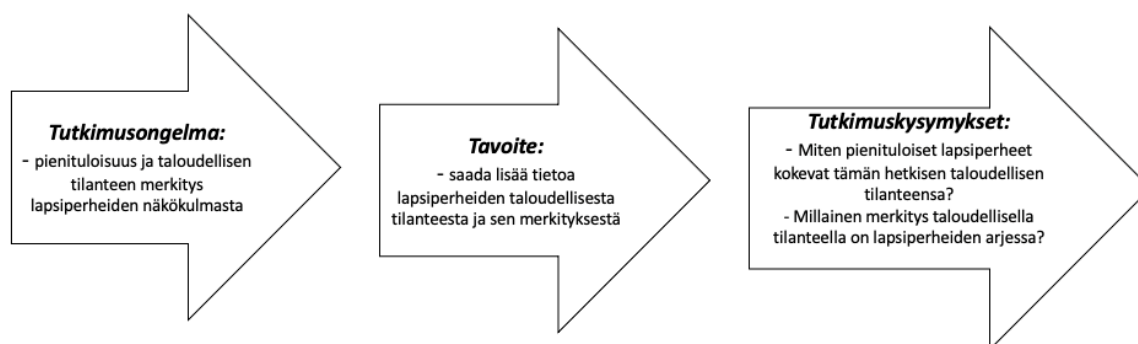 Tutkimusongelma:
- pienituloisuus ja taloudellisen
tilanteen merkitys
lapsiperheiden näkökulmasta
Tavoite:
- saada lisää tietoa
lapsiperheiden taloudellisesta
tilanteesta ja sen merkityksestä
Tutkimuskysymykset:
- Miten pienituloiset lapsiperheet
kokevat tämän hetkisen taloudellisen
tilanteensa?
- Millainen merkitys taloudellisella
tilanteella on lapsiperheiden arjessa?